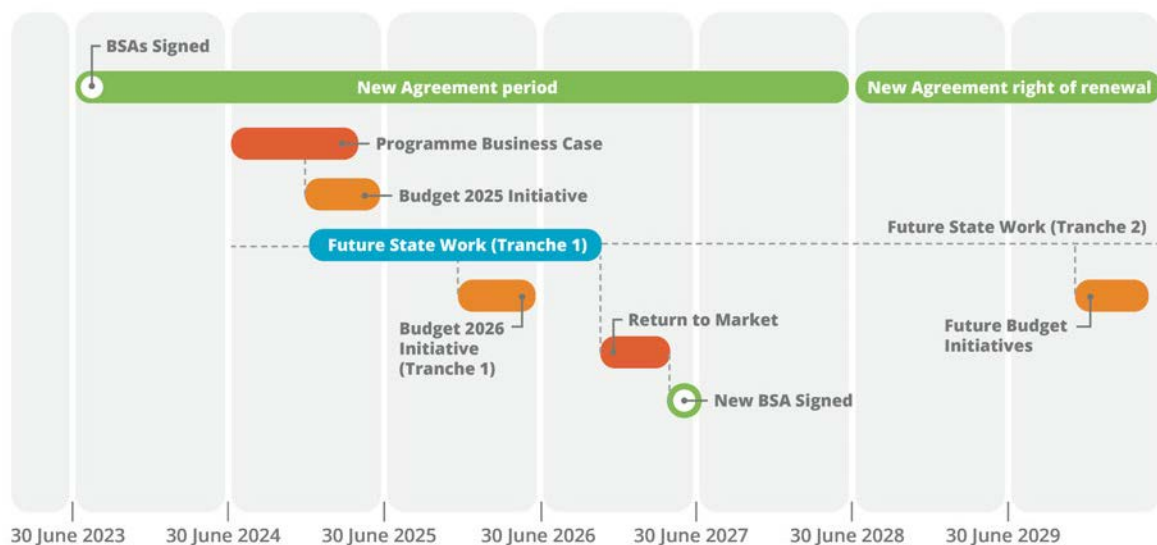 BSAs Signed
New Agreement period
New Agreement right of renewal
Programme Business Case
Budget 2025 Initiative
Future State Work (Tranche 2)
Future State Work (Tranche 1)
Budget 2026
Initiative
(Tranche 1)
Return to Market
Future Budget
Initiatives
New BSA Signed
30 June 2023
30 June 2024
30 June 2025
30 June 2026
30 June 2027
30 June 2028
30 June 2029